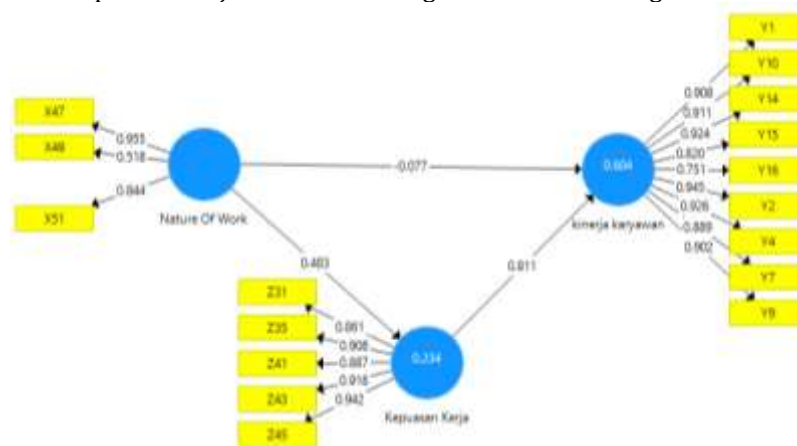 Y1
Y10
Y14
Y15
Y16
Y2
Y4
Y7
Y9
0.908
0.911
0.924
0.820
0.751
0.945
0.926
0.889
0.902
0.604
kinerja karyawan
X47
X51
0.955
0.518
0.844
Nature Of Work
-0.077
0.483
0.811
Z31
Z35
Z41
Z43
Z45
0.861
0.908
0.887
0.918
0.942
0.234
Kepuasan Kerja